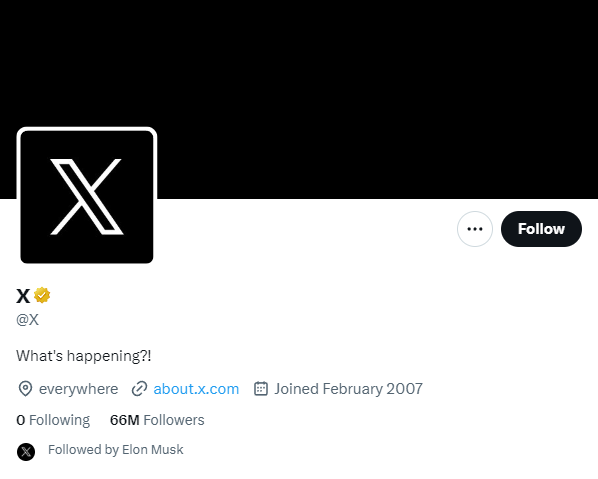 Follow
X
@X
What's happening?!
everywhere about.x.com Joined February 2007
0 Following 66M Followers
Followed by Elon Musk